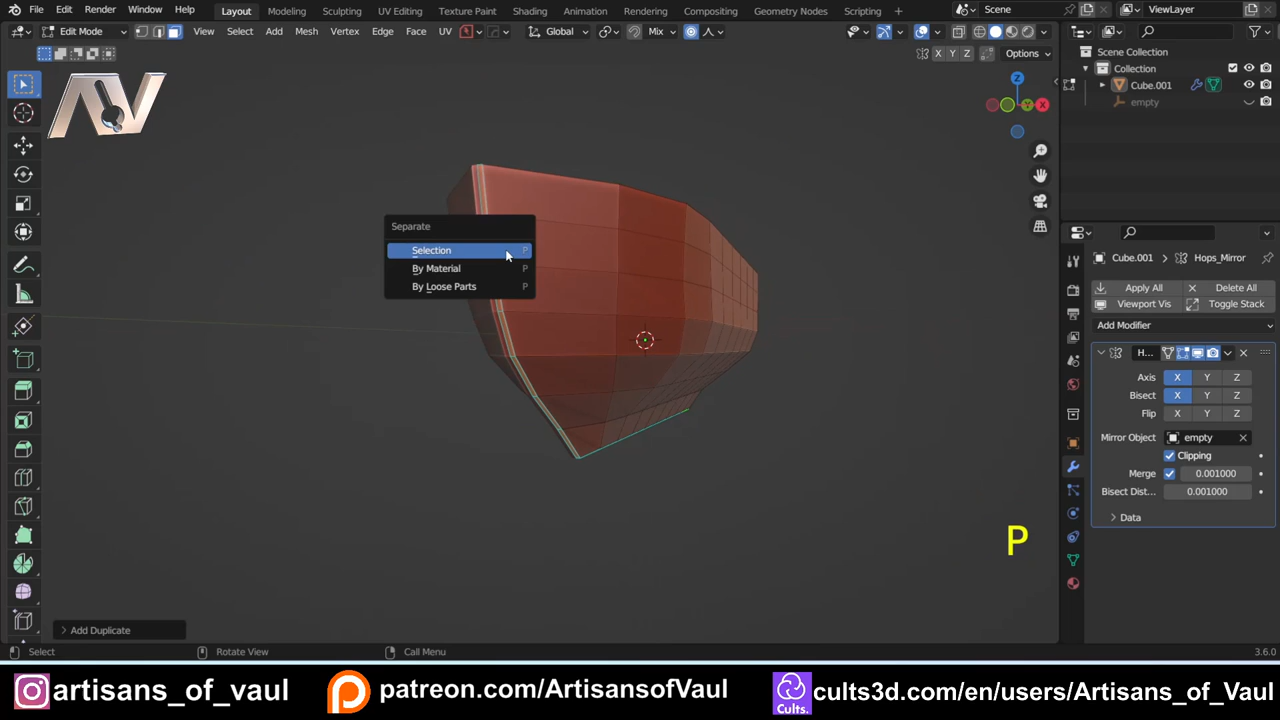 File Edit Render Window Help Layout Modeling Sculpting UV Editing Texture Paint Shading Animation Rendering Compositing Geometry Nodes Scripting + Scene ViewLayer
Edit Mode View Select Add Mesh Vertex Edge Face UV Global Mix
X Y Z Options
Scene Collection
Collection
Cube.001
empty
AV
Z
Y
X
Separate
Selection P
By Material P
By Loose Parts P
Cube.001 > Hops_Mirror
Apply All Delete All
Viewport Vis Toggle Stack
Add Modifier
H...
Axis X Y Z
Bisect X Y Z
Flip X Y Z
Mirror Object empty
Clipping
Merge 0.001000
Bisect Dist... 0.001000
Data
P
> Add Duplicate
Select Rotate View Call Menu 3.6.0
artisans_of_vaul patreon.com/ArtisansofVaul Cults. cults3d.com/en/users/Artisans_of_Vaul